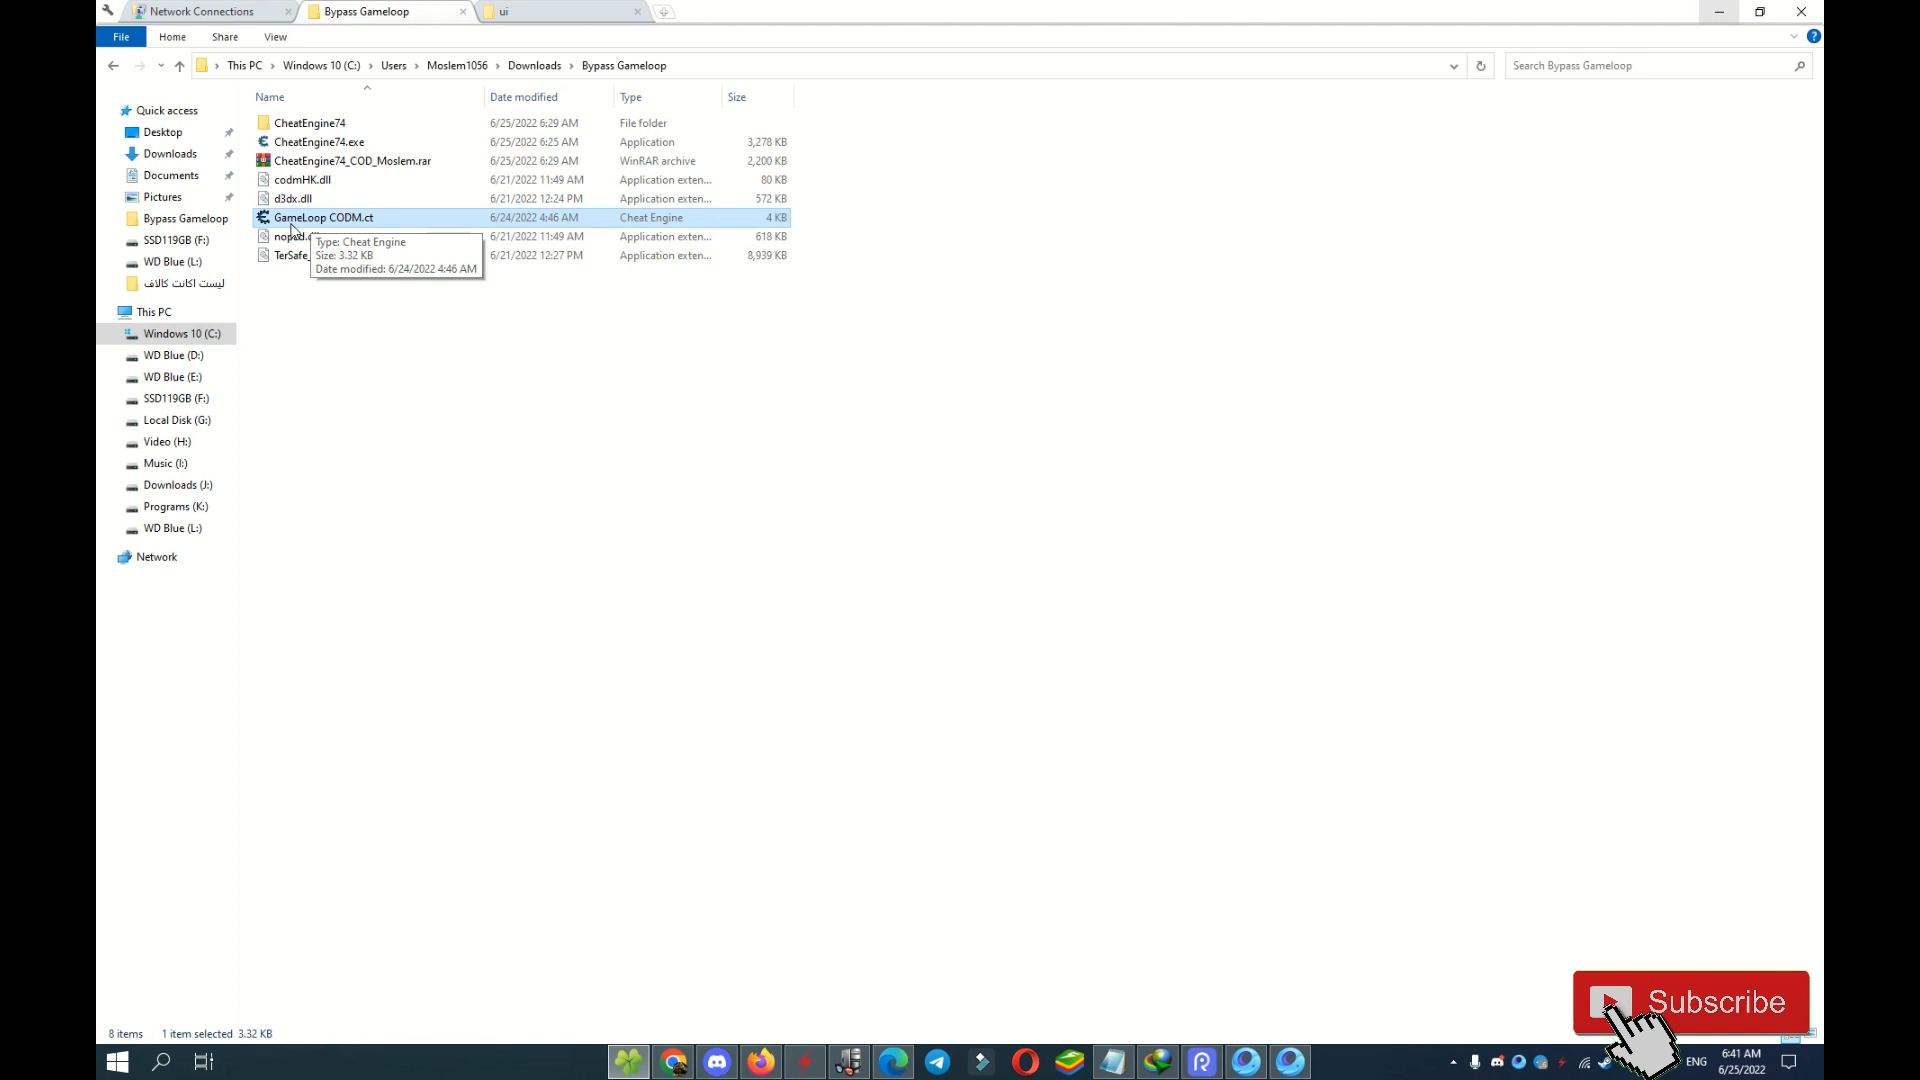 Network Connections
Bypass Gameloop
ui
File Home Share View
This PC Windows 10 (C:) Users Moslem1056 Downloads Bypass Gameloop
Search Bypass Gameloop
Name Date modified Type Size
Quick access
Desktop
Downloads
Documents
Pictures
Bypass Gameloop
SSD119GB (F:)
WD Blue (L:)
لیست اکانت کالاف
This PC
Windows 10 (C:)
WD Blue (D:)
WD Blue (E:)
SSD119GB (F:)
Local Disk (G:)
Video (H:)
Music (I:)
Downloads (J:)
Programs (K:)
WD Blue (L:)
Network
CheatEngine74 6/25/2022 6:29 AM File folder
CheatEngine74.exe 6/25/2022 6:25 AM Application 3,278 KB
CheatEngine74_COD_Moslem.rar 6/25/2022 6:29 AM WinRAR archive 2,200 KB
codmHK.dll 6/21/2022 11:49 AM Application exten... 80 KB
d3dx.dll 6/21/2022 12:24 PM Application exten... 572 KB
GameLoop CODM.ct 6/24/2022 4:46 AM Cheat Engine 4 KB
6/21/2022 11:49 AM Application exten... 618 KB
TerSafe_ 6/21/2022 12:27 PM Application exten... 8,939 KB
Type: Cheat Engine
Size: 3.32 KB
Date modified: 6/24/2022 4:46 AM
8 items 1 item selected 3.32 KB
Subscribe
ENG
6:41 AM
6/25/2022